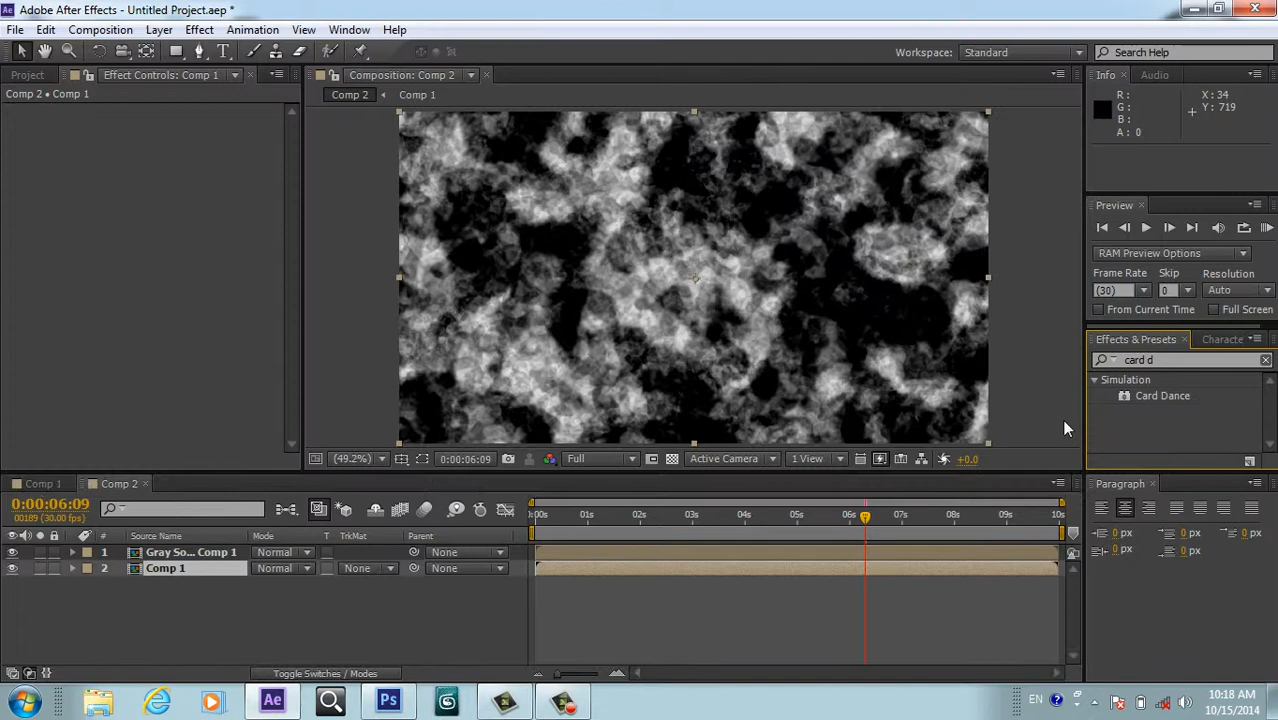 Adobe After Effects - Untitled Project.aep *
File Edit Composition Layer Effect Animation View Window Help
Workspace: Standard Search Help
Project Effect Controls: Comp 1 Composition: Comp 2 Info Audio
Comp 2 • Comp 1
Comp 2 Comp 1
R :
G :
B :
A : 0
X : 34
Y : 719
Preview
RAM Preview Options
Frame Rate Skip Resolution
(30) 0 Auto
From Current Time Full Screen
Effects & Presets Characte
card d
Simulation
Card Dance
(49.2%) 0:00:06:09 Full Active Camera 1 View +0.0
Comp 1 Comp 2
Paragraph
0:00:06:09
00189 (30.00 fps)
:00s 01s 02s 03s 04s 05s 06s 07s 08s 09s 10s
# Source Name Mode T TrkMat Parent
1 Gray So... Comp 1 Normal None
2 Comp 1 Normal None None
0 px 0 px
0 px 0 px
0 px
Toggle Switches / Modes
Ae Ps EN 10:18 AM
10/15/2014